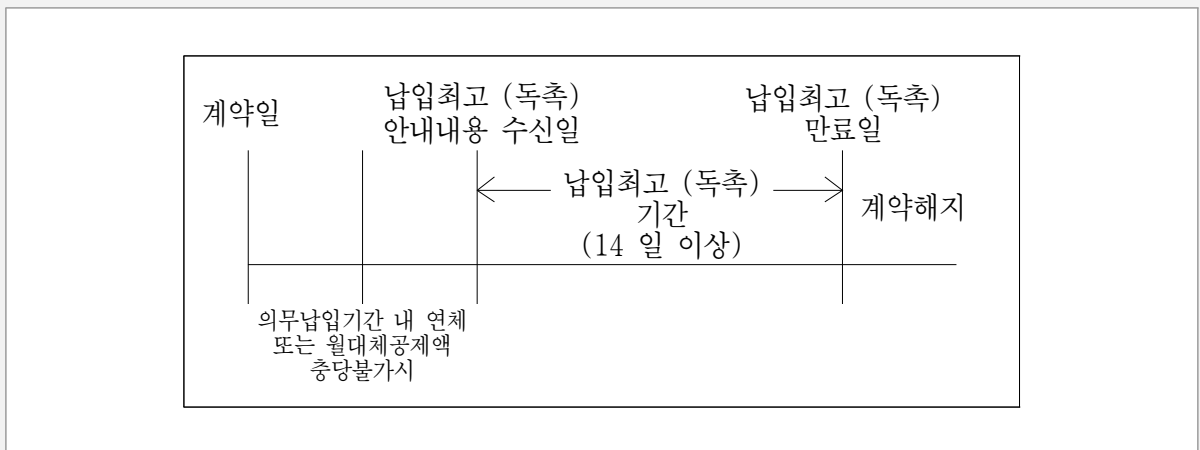 계약일
납입최고 (독촉)
안내내용 수신일
납입최고 (독촉)
만료일
납입최고 (독촉)
기간
(14 일 이상)
계약해지
의무납입기간 내 연체
또는 월대체공제액
충당불가시